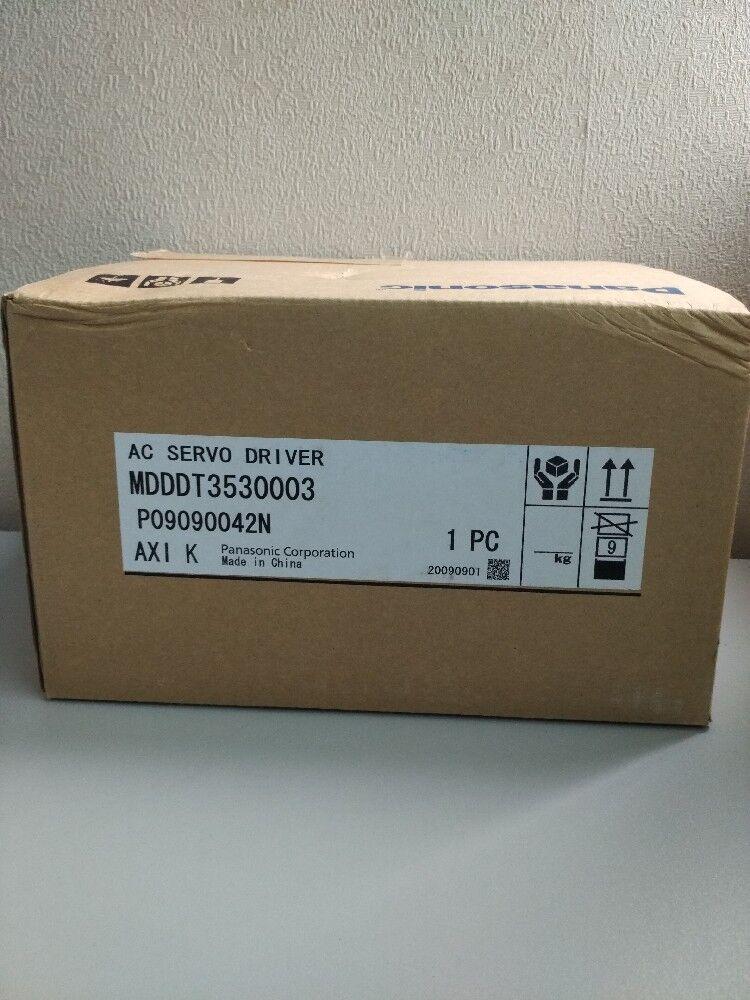 Panasonic
AC SERVO DRIVER
MDDDT3530003
P09090042N
1 PC
AXI K
Panasonic Corporation
Made in China
20090901
kg
9